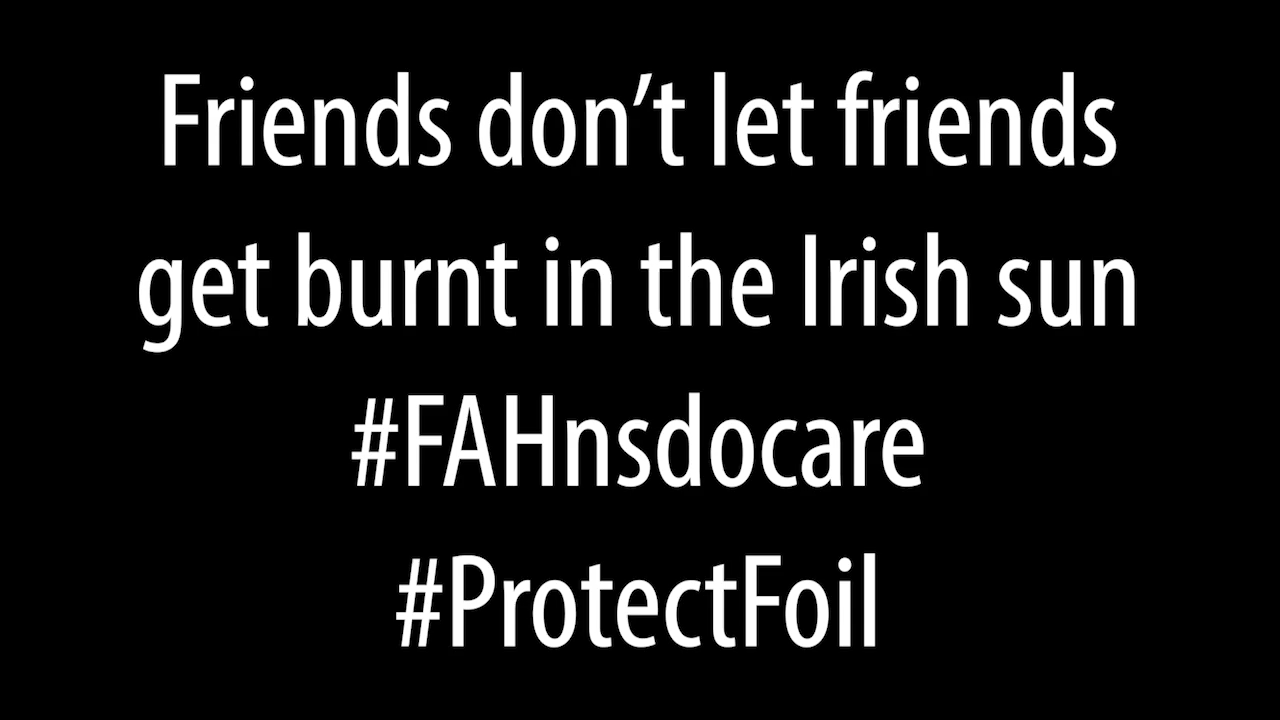 Friends don’t let friends
get burnt in the Irish sun
#FAHnsdocare
#ProtectFoil